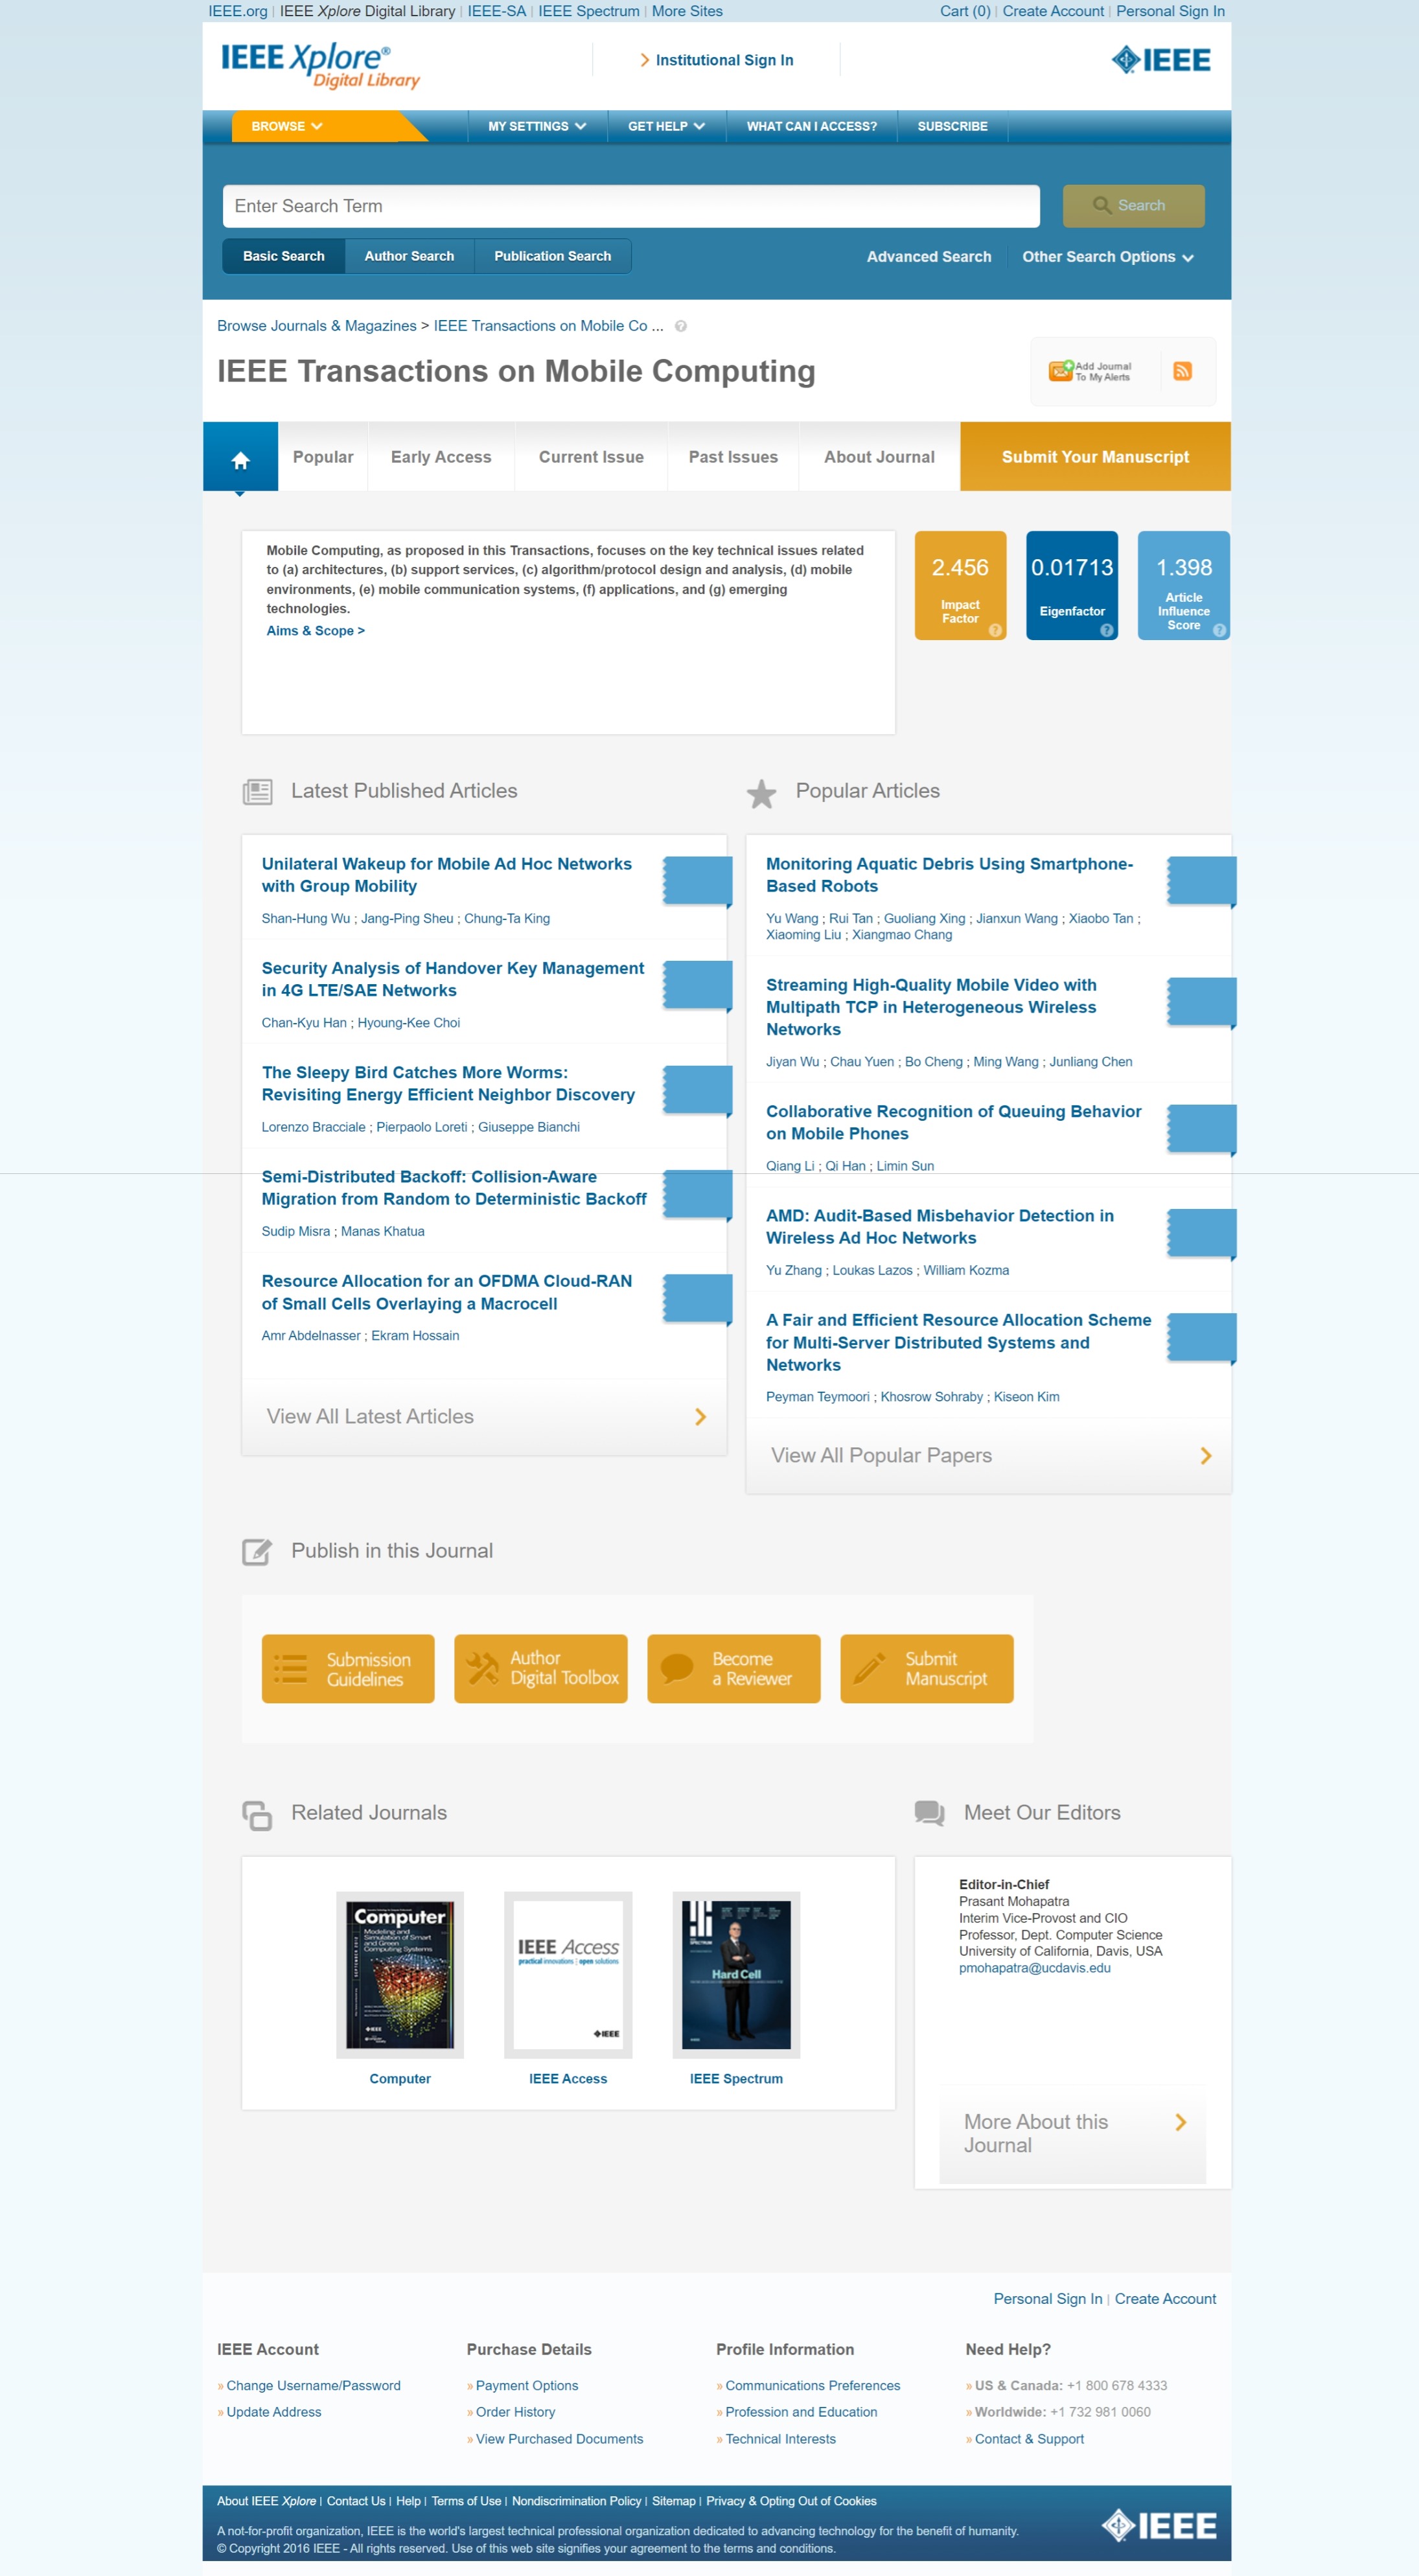 IEEE.org | IEEE Xplore Digital Library | IEEE-SA | IEEE Spectrum | More Sites
Cart (0) | Create Account | Personal Sign In
IEEE Xplore®
Digital Library
Institutional Sign In
IEEE
BROWSE
MY SETTINGS
GET HELP
WHAT CAN I ACCESS?
SUBSCRIBE
Enter Search Term
Search
Basic Search
Author Search
Publication Search
Advanced Search
Other Search Options
Browse Journals & Magazines > IEEE Transactions on Mobile Co ... ?
IEEE Transactions on Mobile Computing
Add Journal
To My Alerts
Popular
Early Access
Current Issue
Past Issues
About Journal
Submit Your Manuscript
Mobile Computing, as proposed in this Transactions, focuses on the key technical issues related
to (a) architectures, (b) support services, (c) algorithm/protocol design and analysis, (d) mobile
environments, (e) mobile communication systems, (f) applications, and (g) emerging
technologies.
Aims & Scope >
2.456
Impact
Factor
?
0.01713
Eigenfactor
?
1.398
Article
Influence
Score
?
Latest Published Articles
Unilateral Wakeup for Mobile Ad Hoc Networks
with Group Mobility
Shan-Hung Wu ; Jang-Ping Sheu ; Chung-Ta King
Security Analysis of Handover Key Management
in 4G LTE/SAE Networks
Chan-Kyu Han ; Hyoung-Kee Choi
The Sleepy Bird Catches More Worms:
Revisiting Energy Efficient Neighbor Discovery
Lorenzo Bracciale ; Pierpaolo Loreti ; Giuseppe Bianchi
Semi-Distributed Backoff: Collision-Aware
Migration from Random to Deterministic Backoff
Sudip Misra ; Manas Khatua
Resource Allocation for an OFDMA Cloud-RAN
of Small Cells Overlaying a Macrocell
Amr Abdelnasser ; Ekram Hossain
View All Latest Articles
Popular Articles
Monitoring Aquatic Debris Using Smartphone-
Based Robots
Yu Wang ; Rui Tan ; Guoliang Xing ; Jianxun Wang ; Xiaobo Tan ;
Xiaoming Liu ; Xiangmao Chang
Streaming High-Quality Mobile Video with
Multipath TCP in Heterogeneous Wireless
Networks
Jiyan Wu ; Chau Yuen ; Bo Cheng ; Ming Wang ; Junliang Chen
Collaborative Recognition of Queuing Behavior
on Mobile Phones
Qiang Li ; Qi Han ; Limin Sun
AMD: Audit-Based Misbehavior Detection in
Wireless Ad Hoc Networks
Yu Zhang ; Loukas Lazos ; William Kozma
A Fair and Efficient Resource Allocation Scheme
for Multi-Server Distributed Systems and
Networks
Peyman Teymoori ; Khosrow Sohraby ; Kiseon Kim
View All Popular Papers
Publish in this Journal
Submission
Guidelines
Author
Digital Toolbox
Become
a Reviewer
Submit
Manuscript
Related Journals
Computer
Modeling and
Simulation of Smart
and Green
Computing Systems
IEEE
IEEE Access
practical innovations | open solutions
IEEE
SPECTRUM
Hard Cell
Computer
IEEE Access
IEEE Spectrum
Meet Our Editors
Editor-in-Chief
Prasant Mohapatra
Interim Vice-Provost and CIO
Professor, Dept. Computer Science
University of California, Davis, USA
pmohapatra@ucdavis.edu
More About this
Journal
Personal Sign In | Create Account
IEEE Account
» Change Username/Password
» Update Address
Purchase Details
» Payment Options
» Order History
» View Purchased Documents
Profile Information
» Communications Preferences
» Profession and Education
» Technical Interests
Need Help?
» US & Canada: +1 800 678 4333
» Worldwide: +1 732 981 0060
» Contact & Support
About IEEE Xplore | Contact Us | Help | Terms of Use | Nondiscrimination Policy | Sitemap | Privacy & Opting Out of Cookies
A not-for-profit organization, IEEE is the world's largest technical professional organization dedicated to advancing technology for the benefit of humanity.
© Copyright 2016 IEEE - All rights reserved. Use of this web site signifies your agreement to the terms and conditions.
IEEE